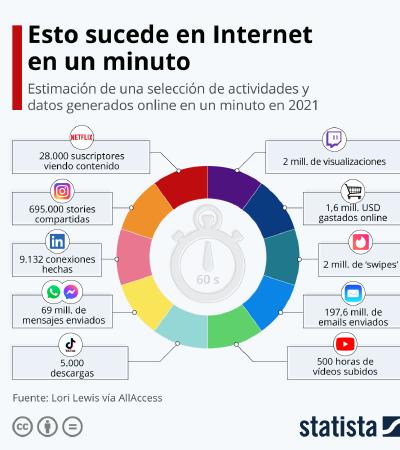 Esto sucede en Internet
en un minuto
Estimación de una selección de actividades y
datos generados online en un minuto en 2021
NETFLIX
28.000 suscriptores
viendo contenido
2 mill. de visualizaciones
695.000 stories
compartidas
1,6 mill. USD
gastados online
in
9.132 conexiones
hechas
2 mill. de ‘swipes’
60 s
69 mill. de
mensajes enviados
197,6 mill. de
emails enviados
5.000
descargas
500 horas de
vídeos subidos
Fuente: Lori Lewis vía AllAccess
cc
statista